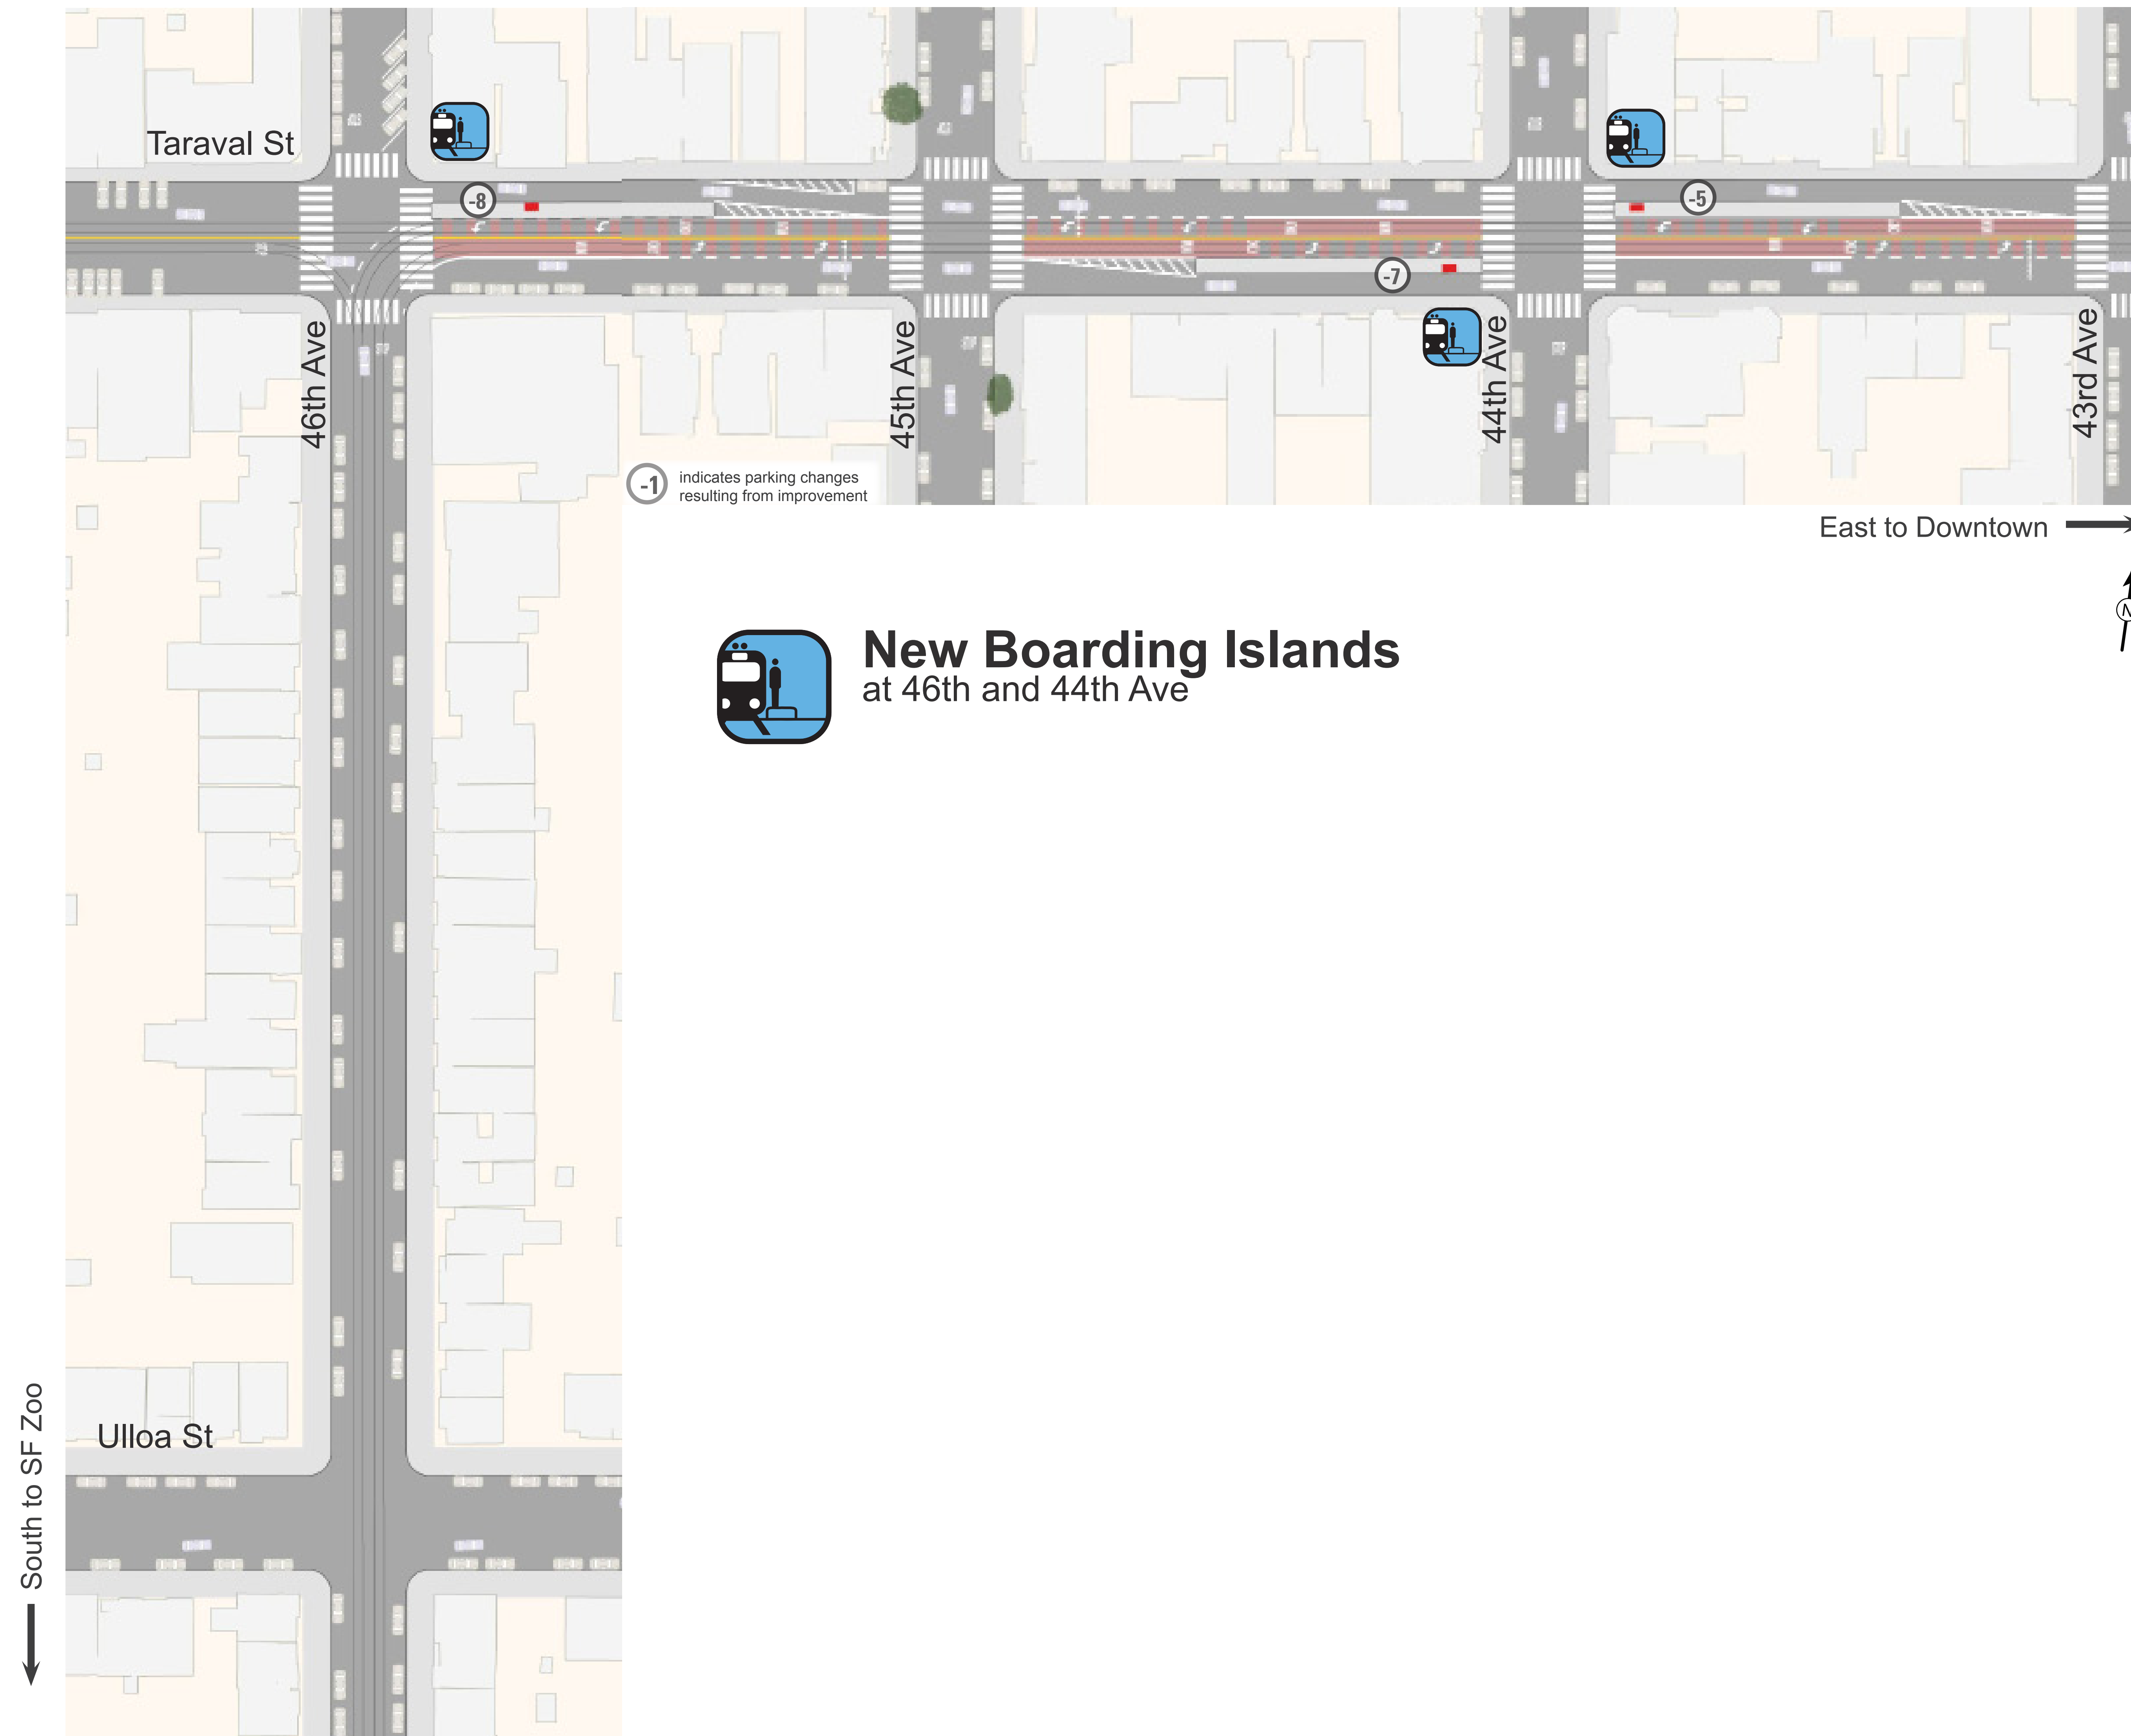 Taraval St
-8
-5
-7
46th Ave
45th Ave
44th Ave
43rd Ave
-1
indicates parking changes
resulting from improvement
East to Downtown
N
New Boarding Islands
at 46th and 44th Ave
Ulloa St
South to SF Zoo